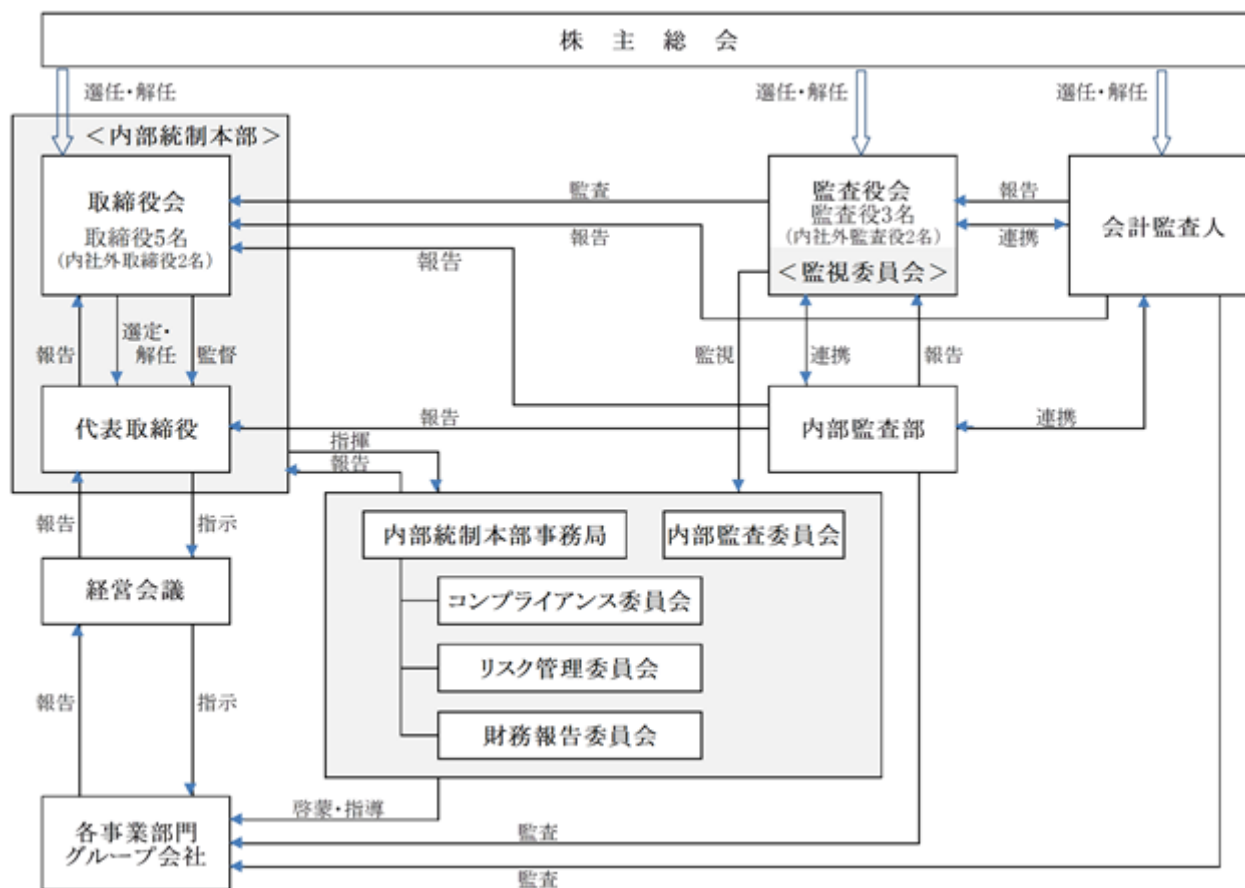 株主総会
選任・解任
選任・解任
選任・解任
＜内部統制本部＞
取締役会
取締役5名
(内社外取締役2名)
監査
監査役会
監査役3名
(内社外監査役2名)
＜監視委員会＞
報告
連携
会計監査人
報告
報告
報告
選定・
解任
監督
監視
連携
報告
代表取締役
報告
内部監査部
連携
指揮
報告
報告
指示
内部統制本部事務局
内部監査委員会
経営会議
コンプライアンス委員会
リスク管理委員会
報告
指示
財務報告委員会
啓蒙・指導
各事業部門
グループ会社
監査
監査